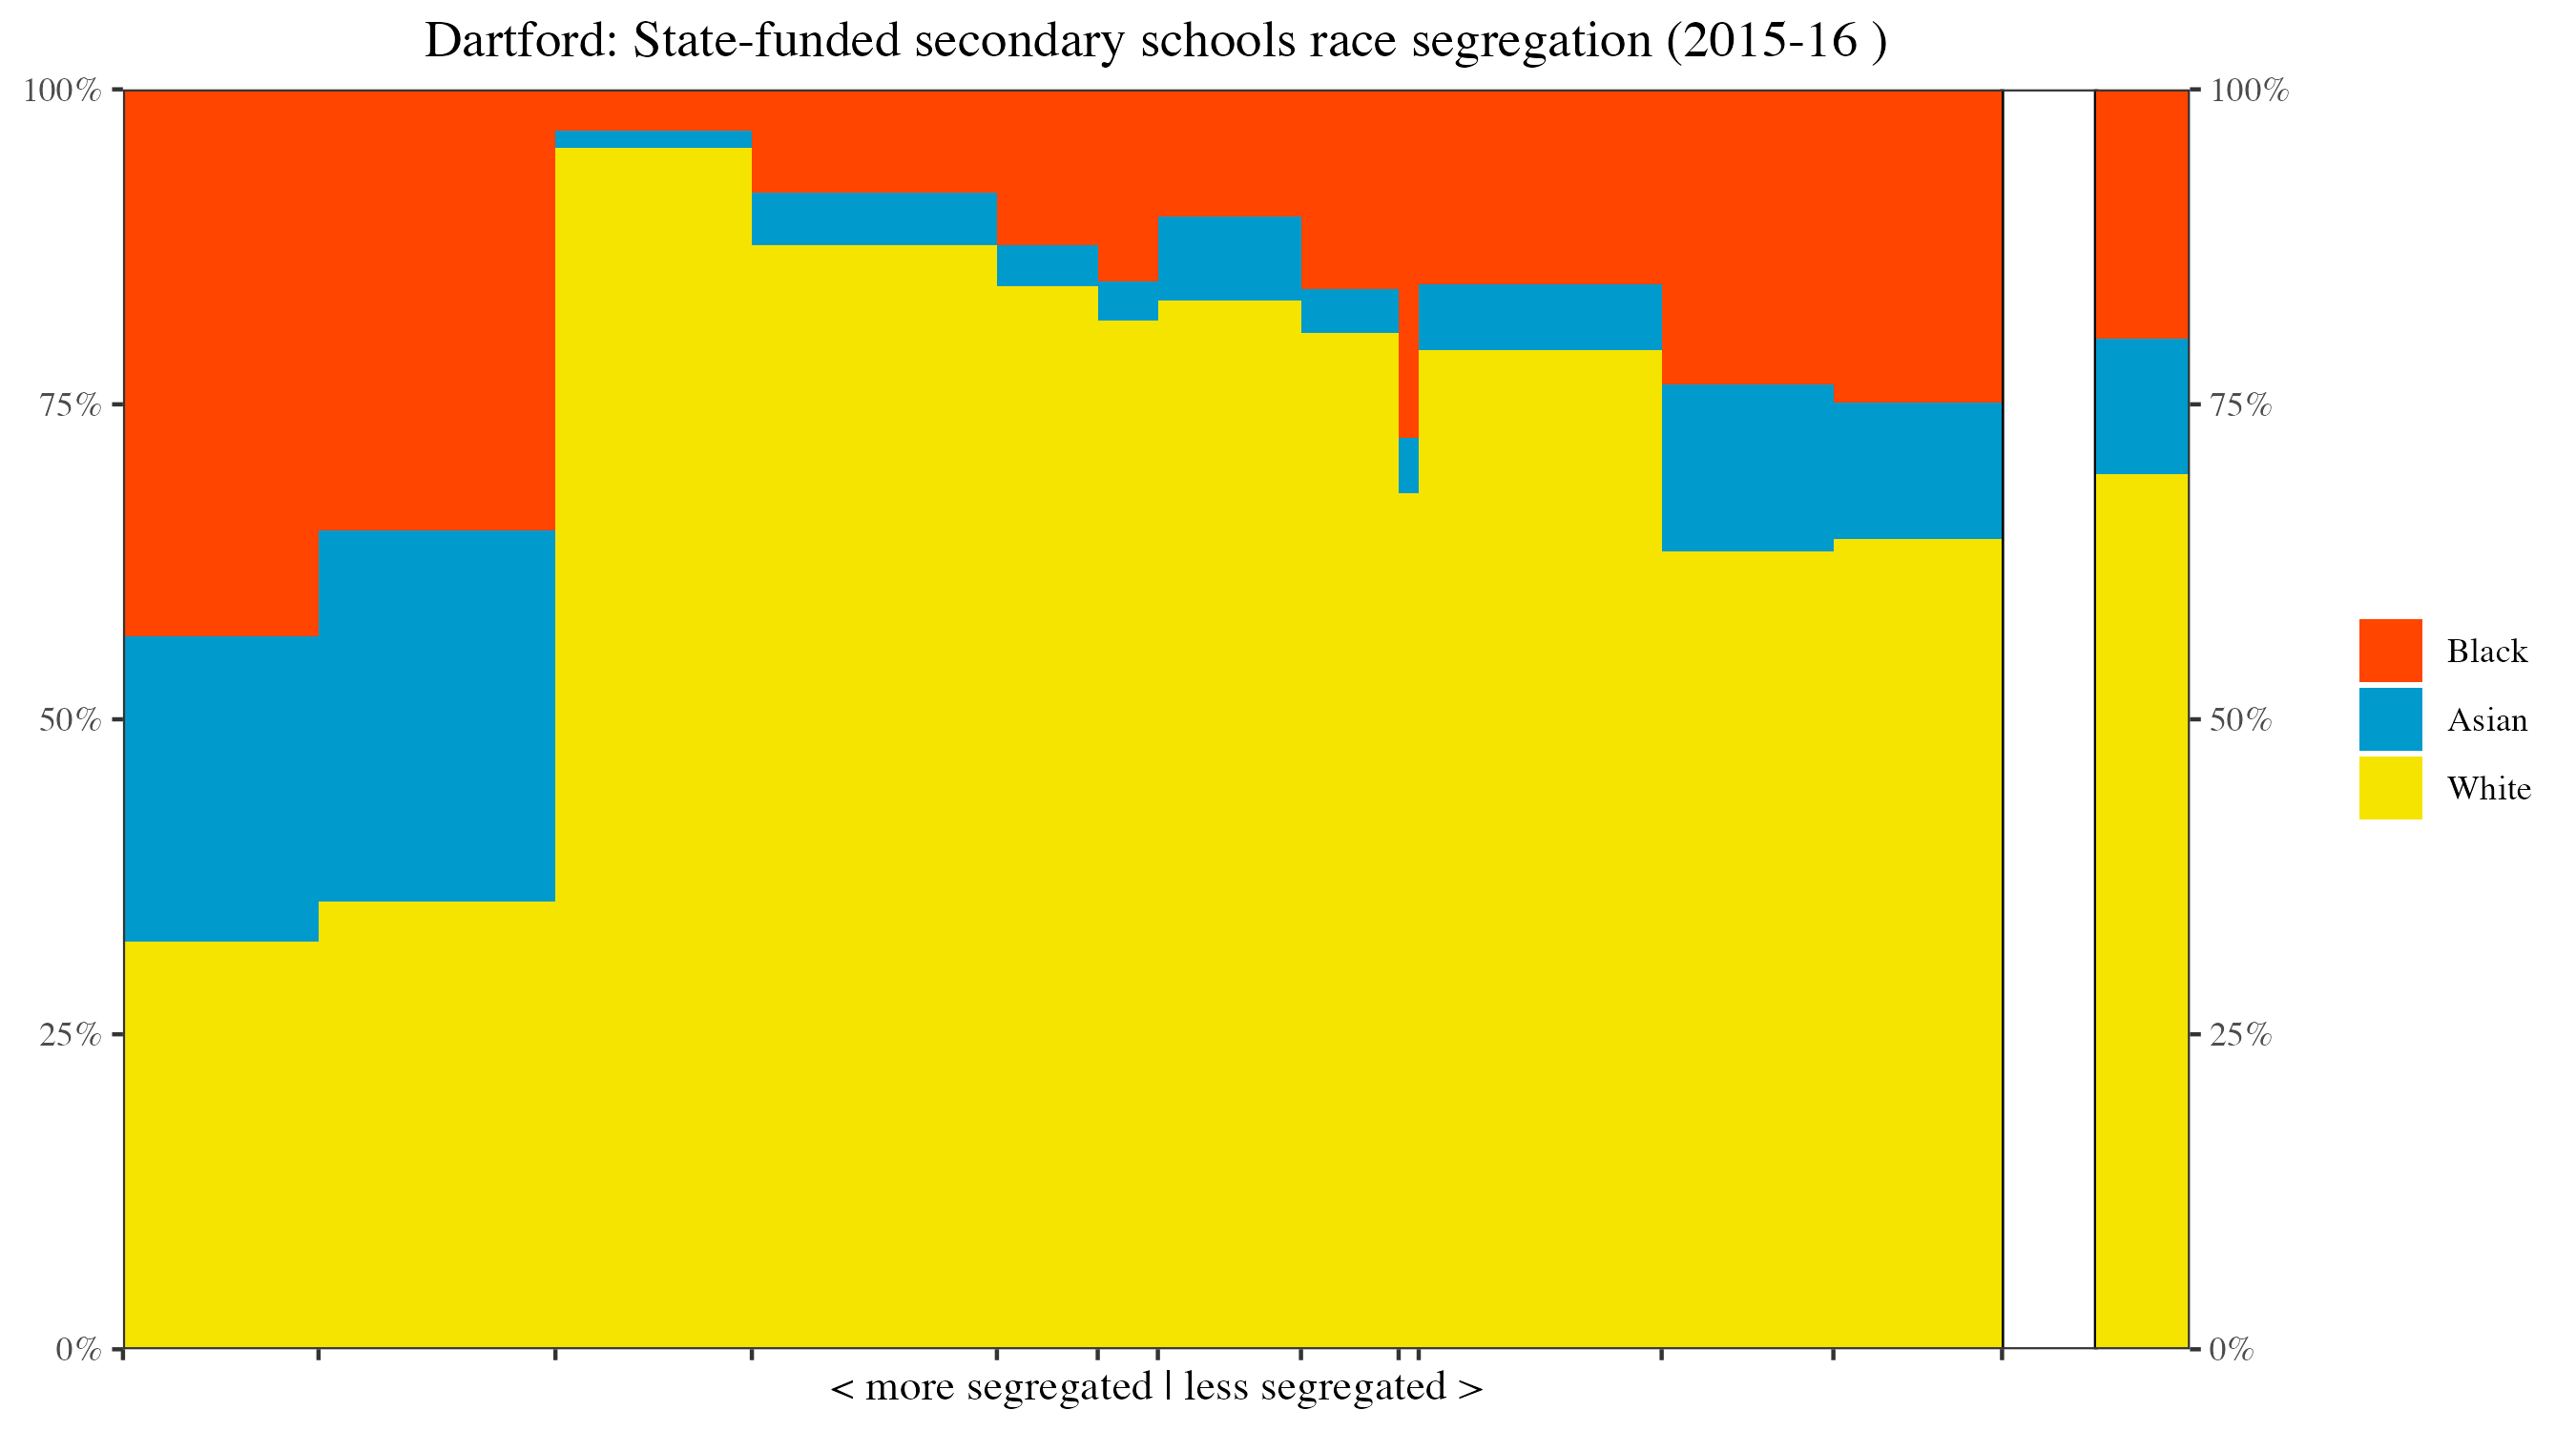 Dartford: State-funded secondary schools race segregation (2015-16 )
100%
75%
50%
25%
0%
100%
75%
50%
25%
0%
Black
Asian
White
< more segregated | less segregated >